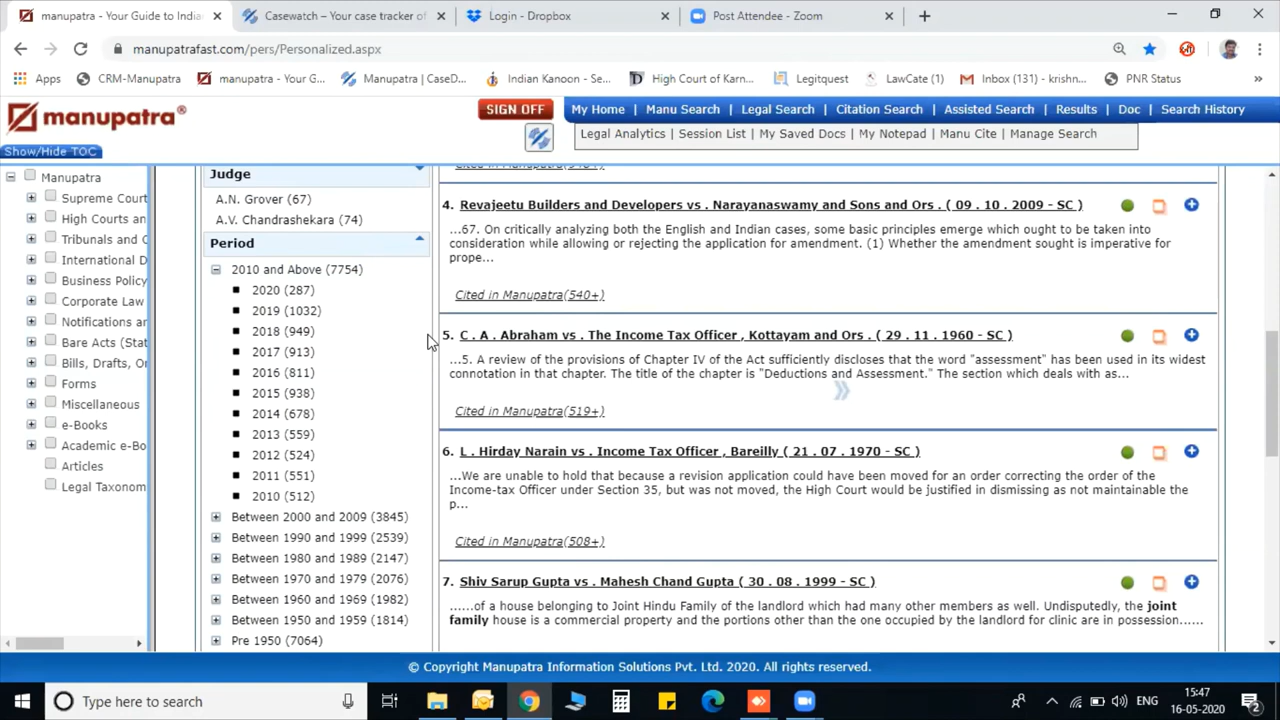 manupatra - Your Guide to Indian
Casewatch – Your case tracker of
Login - Dropbox
Post Attendee - Zoom
manupatrafast.com/pers/Personalized.aspx
Apps
CRM-Manupatra
manupatra - Your G...
Manupatra | CaseD...
Indian Kanoon - Se...
High Court of Karn...
Legitquest
LawCate (1)
Inbox (131) - krishn...
PNR Status
manupatra®
SIGN OFF
My Home | Manu Search | Legal Search | Citation Search | Assisted Search | Results | Doc | Search History
Legal Analytics | Session List | My Saved Docs | My Notepad | Manu Cite | Manage Search
Show/Hide TOC
Manupatra
Supreme Court
High Courts an
Tribunals and C
International D
Business Policy
Corporate Law
Notifications ar
Bare Acts (Stat
Bills, Drafts, Or
Forms
Miscellaneous
e-Books
Academic e-Bo
Articles
Legal Taxonom
Judge
A.N. Grover (67)
A.V. Chandrashekara (74)
Period
2010 and Above (7754)
2020 (287)
2019 (1032)
2018 (949)
2017 (913)
2016 (811)
2015 (938)
2014 (678)
2013 (559)
2012 (524)
2011 (551)
2010 (512)
Between 2000 and 2009 (3845)
Between 1990 and 1999 (2539)
Between 1980 and 1989 (2147)
Between 1970 and 1979 (2076)
Between 1960 and 1969 (1982)
Between 1950 and 1959 (1814)
Pre 1950 (7064)
4. Revajeetu Builders and Developers vs . Narayanaswamy and Sons and Ors . ( 09 . 10 . 2009 - SC )
...67. On critically analyzing both the English and Indian cases, some basic principles emerge which ought to be taken into
consideration while allowing or rejecting the application for amendment. (1) Whether the amendment sought is imperative for
prope...
Cited in Manupatra(540+)
5. C . A . Abraham vs . The Income Tax Officer , Kottayam and Ors . ( 29 . 11 . 1960 - SC )
...5. A review of the provisions of Chapter IV of the Act sufficiently discloses that the word "assessment" has been used in its widest
connotation in that chapter. The title of the chapter is "Deductions and Assessment." The section which deals with as...
Cited in Manupatra(519+)
6. L . Hirday Narain vs . Income Tax Officer , Bareilly ( 21 . 07 . 1970 - SC )
...We are unable to hold that because a revision application could have been moved for an order correcting the order of the
Income-tax Officer under Section 35, but was not moved, the High Court would be justified in dismissing as not maintainable the
p...
Cited in Manupatra(508+)
7. Shiv Sarup Gupta vs . Mahesh Chand Gupta ( 30 . 08 . 1999 - SC )
......of a house belonging to Joint Hindu Family of the landlord which had many other members as well. Undisputedly, the joint
family house is a commercial property and the portions other than the one occupied by the landlord for clinic are in possession......
© Copyright Manupatra Information Solutions Pvt. Ltd. 2020. All rights reserved.
Type here to search
ENG
15:47
16-05-2020
2